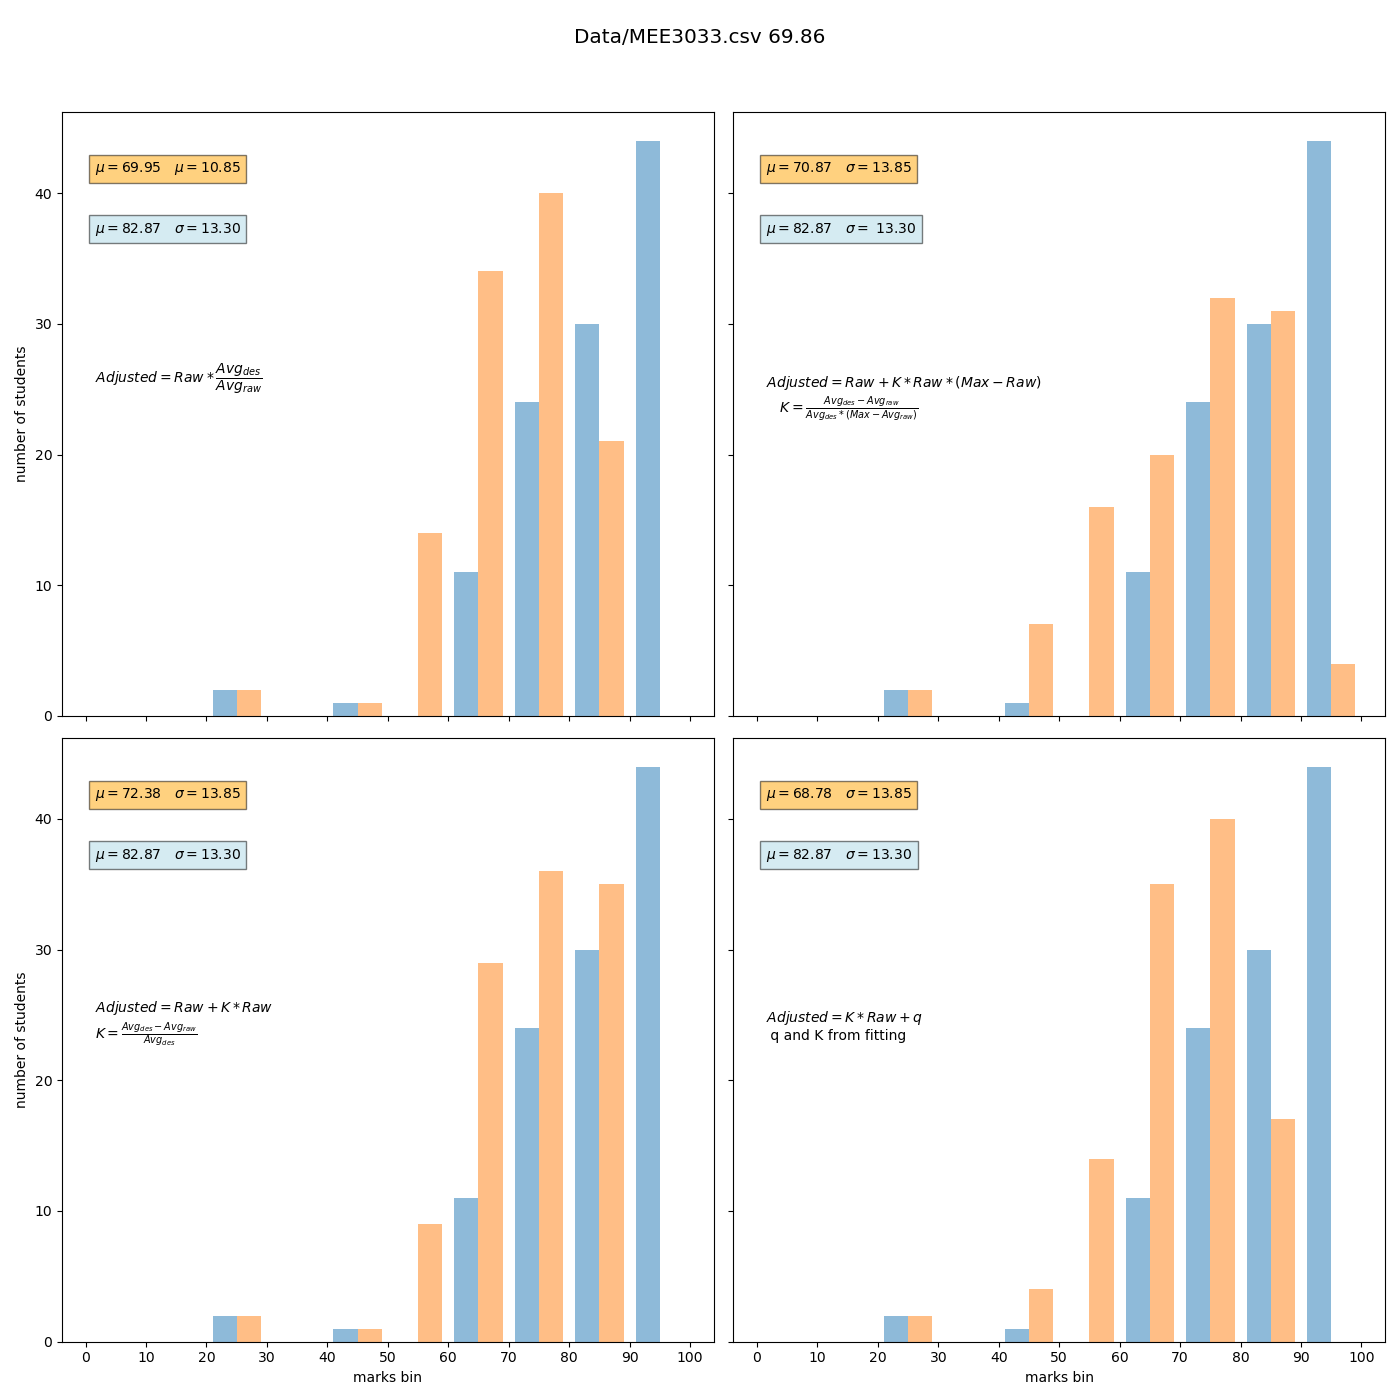 Data/MEE3033.csv 69.86
μ = 69.95 μ = 10.85
μ = 82.87 σ = 13.30
Adjusted = Raw * Avg_des / Avg_raw
number of students
0
10
20
30
40
μ = 70.87 σ = 13.85
μ = 82.87 σ = 13.30
Adjusted = Raw + K * Raw * (Max − Raw)
K = Avg_des − Avg_raw / Avg_des * (Max − Avg_raw)
μ = 72.38 σ = 13.85
μ = 82.87 σ = 13.30
Adjusted = Raw + K * Raw
K = Avg_des − Avg_raw / Avg_des
number of students
0
10
20
30
40
0 10 20 30 40 50 60 70 80 90 100
marks bin
μ = 68.78 σ = 13.85
μ = 82.87 σ = 13.30
Adjusted = K * Raw + q
q and K from fitting
0 10 20 30 40 50 60 70 80 90 100
marks bin